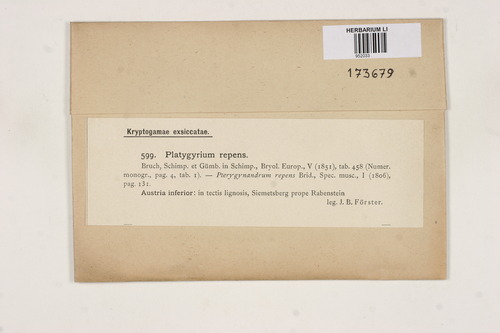 HERBARIUM LI
173679
Kryptogamae exsiccatae.
599. Platygyrium repens.
Bruch, Schimp. et Gümb. in Schimp., Bryol. Europ., V (1851), tab. 458 (Numer.
monogr., pag. 4, tab. 1). — Pterygynandrum repens Brid., Spec. musc., I (1806),
pag. 131.
Austria inferior: in tectis lignosis, Siemetsberg prope Rabenstein
leg. J. B. Förster.